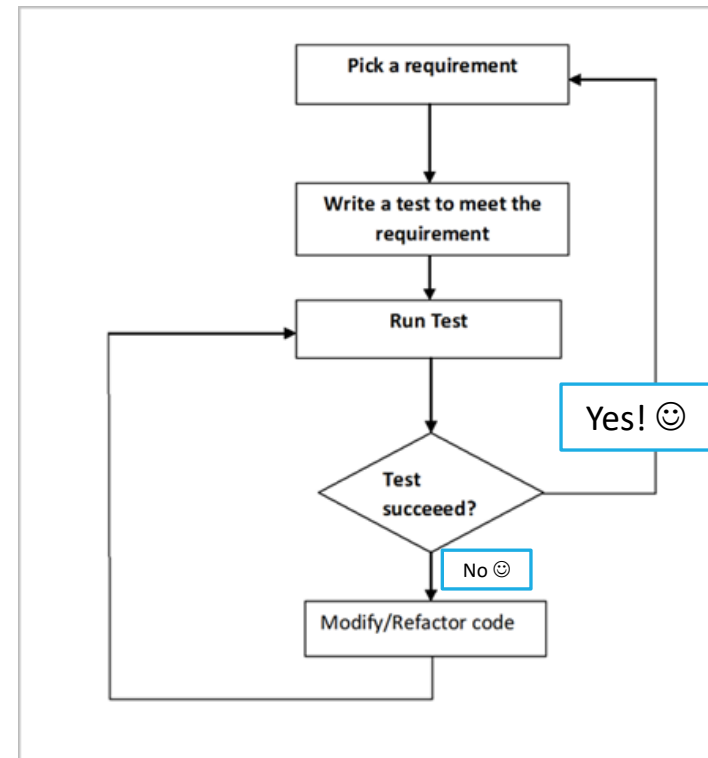 Pick a requirement
Write a test to meet the
requirement
Run Test
Yes! ☺
Test
succeeed?
No ☺
Modify/Refactor code